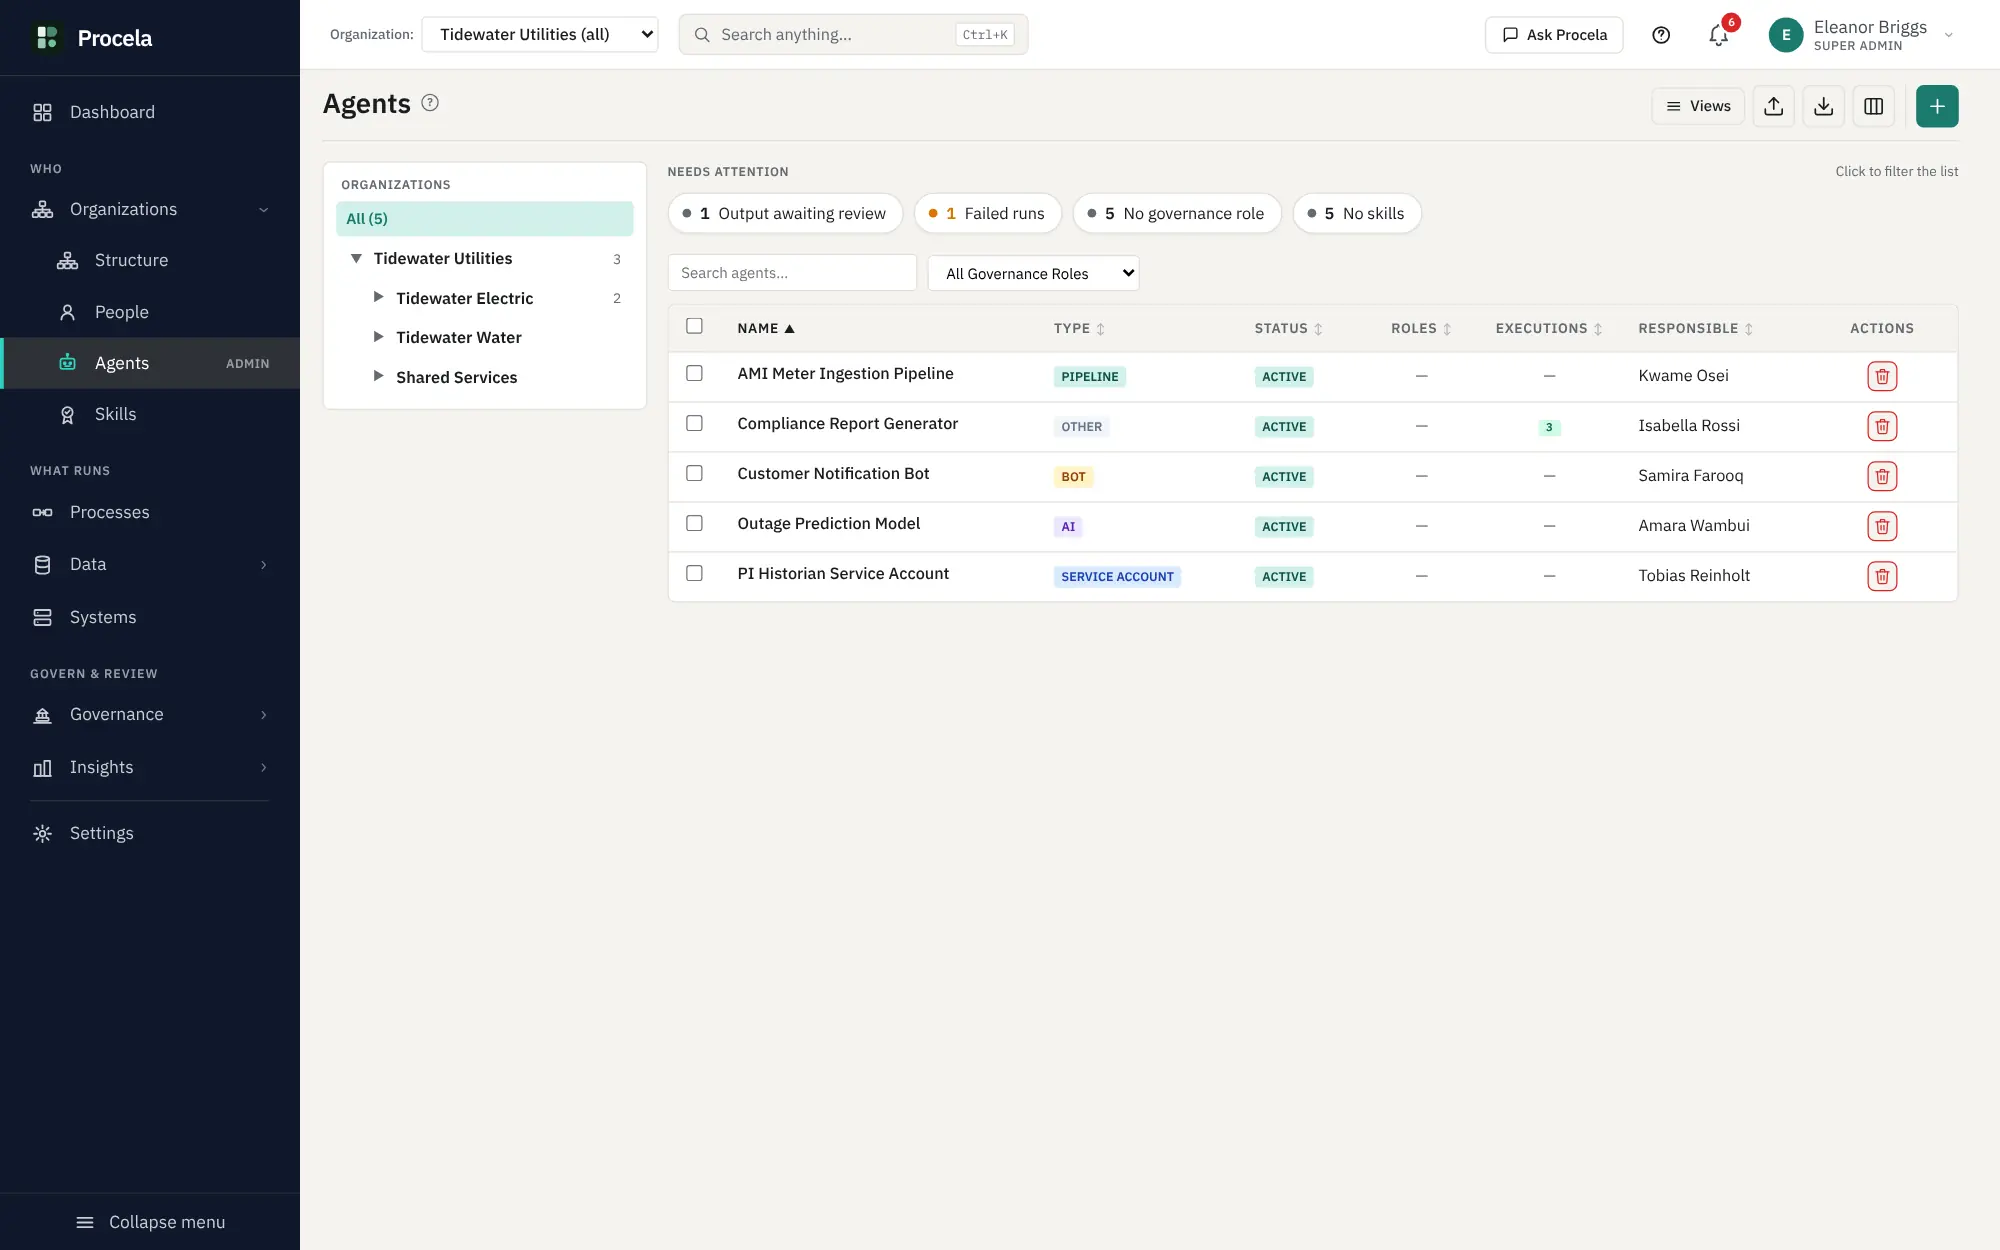 Procela
Organization: Tidewater Utilities (all) Search anything... Ctrl+K Ask Procela 6 E Eleanor Briggs
SUPER ADMIN
Dashboard
WHO
Organizations
Structure
People
Agents ADMIN
Skills
WHAT RUNS
Processes
Data
Systems
GOVERN & REVIEW
Governance
Insights
Settings
Collapse menu
Agents ?
Views
ORGANIZATIONS
All (5)
Tidewater Utilities 3
Tidewater Electric 2
Tidewater Water
Shared Services
NEEDS ATTENTION Click to filter the list
1 Output awaiting review 1 Failed runs 5 No governance role 5 No skills
Search agents... All Governance Roles
NAME TYPE STATUS ROLES EXECUTIONS RESPONSIBLE ACTIONS
AMI Meter Ingestion Pipeline PIPELINE ACTIVE — — Kwame Osei
Compliance Report Generator OTHER ACTIVE — 3 Isabella Rossi
Customer Notification Bot BOT ACTIVE — — Samira Farooq
Outage Prediction Model AI ACTIVE — — Amara Wambui
PI Historian Service Account SERVICE ACCOUNT ACTIVE — — Tobias Reinholt